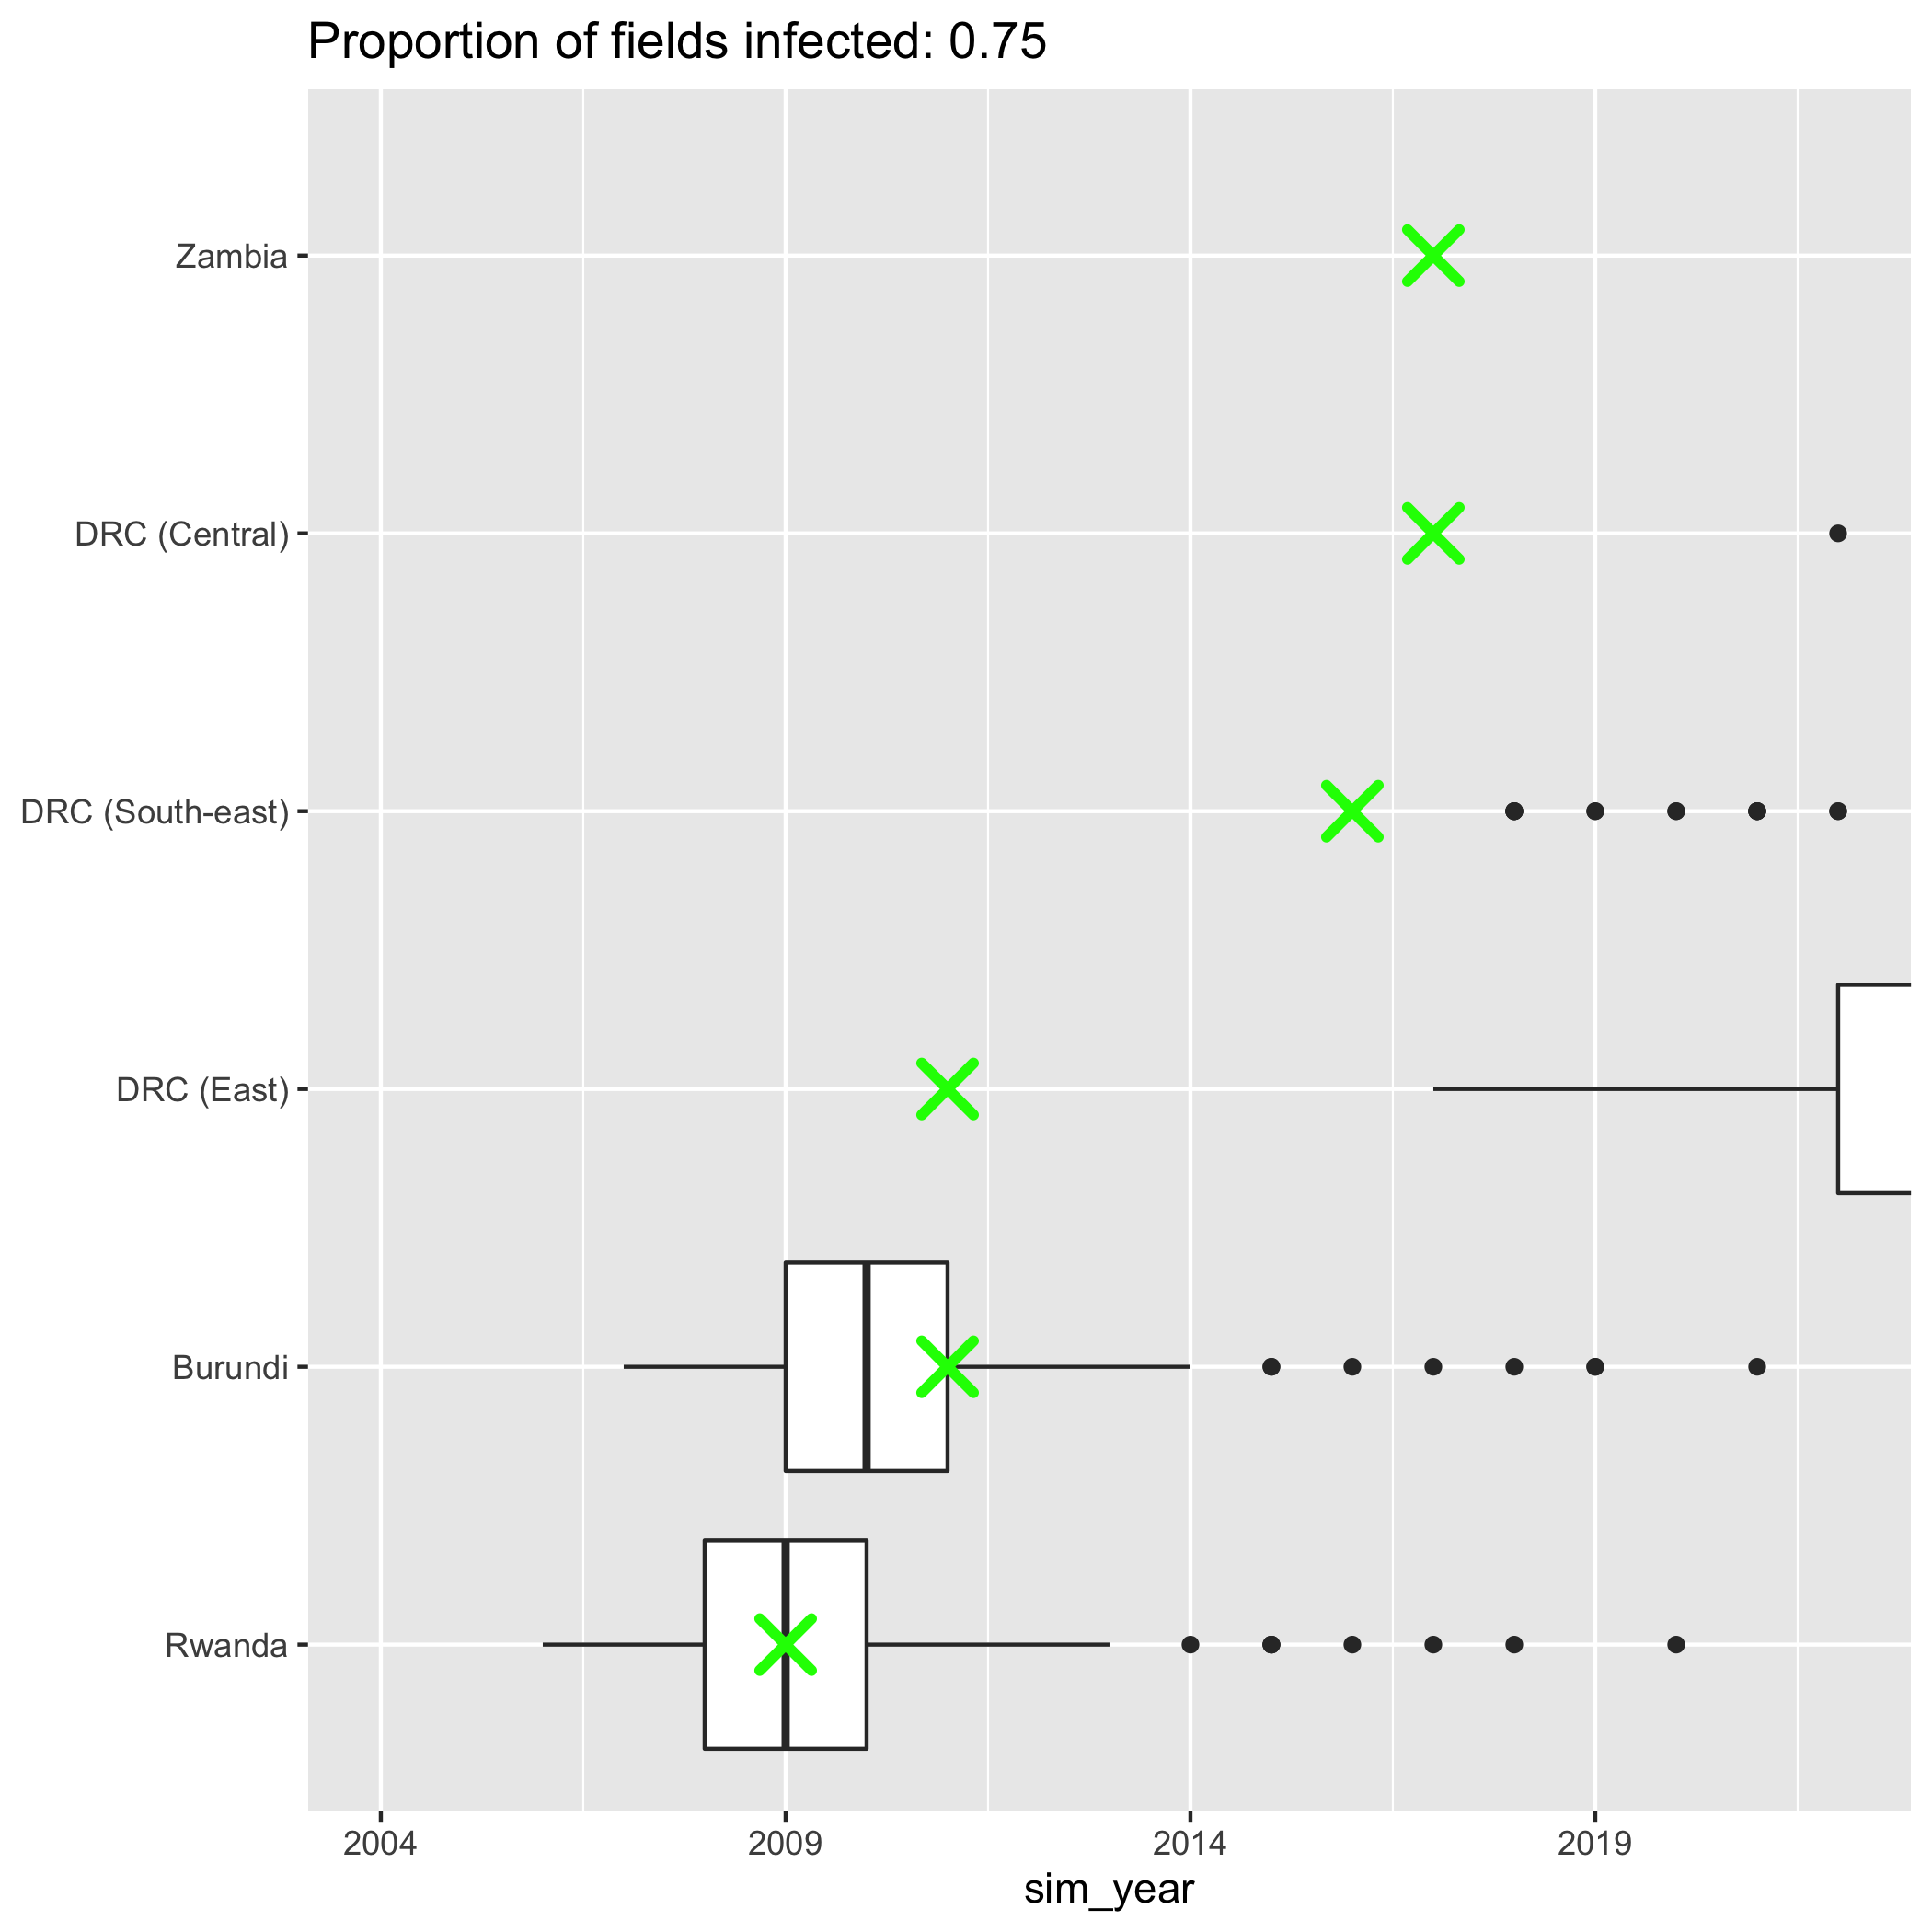 Proportion of fields infected: 0.75
Zambia
DRC (Central)
DRC (South-east)
DRC (East)
Burundi
Rwanda
2004 2009 2014 2019
sim_year